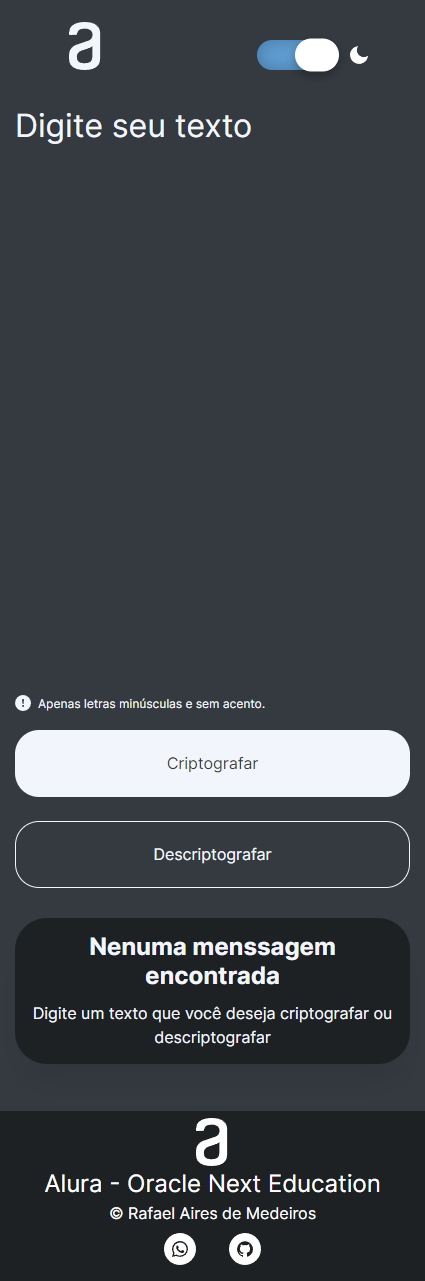 a
Digite seu texto
Apenas letras minúsculas e sem acento.
Criptografar
Descriptografar
Nenuma menssagem
encontrada
Digite um texto que você deseja criptografar ou
descriptografar
a
Alura - Oracle Next Education
© Rafael Aires de Medeiros